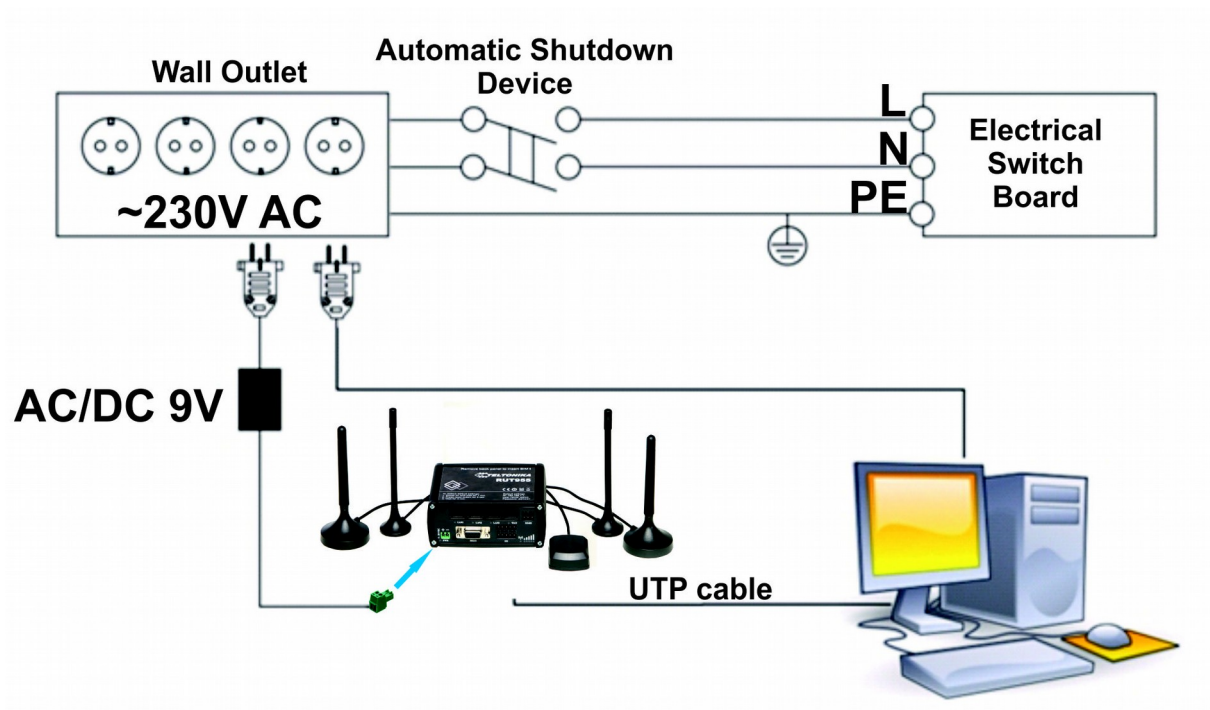 Automatic Shutdown
Device
Wall Outlet
L
N
PE
Electrical
Switch
Board
~230V AC
AC/DC 9V
TELTONIKA
RUT955
UTP cable